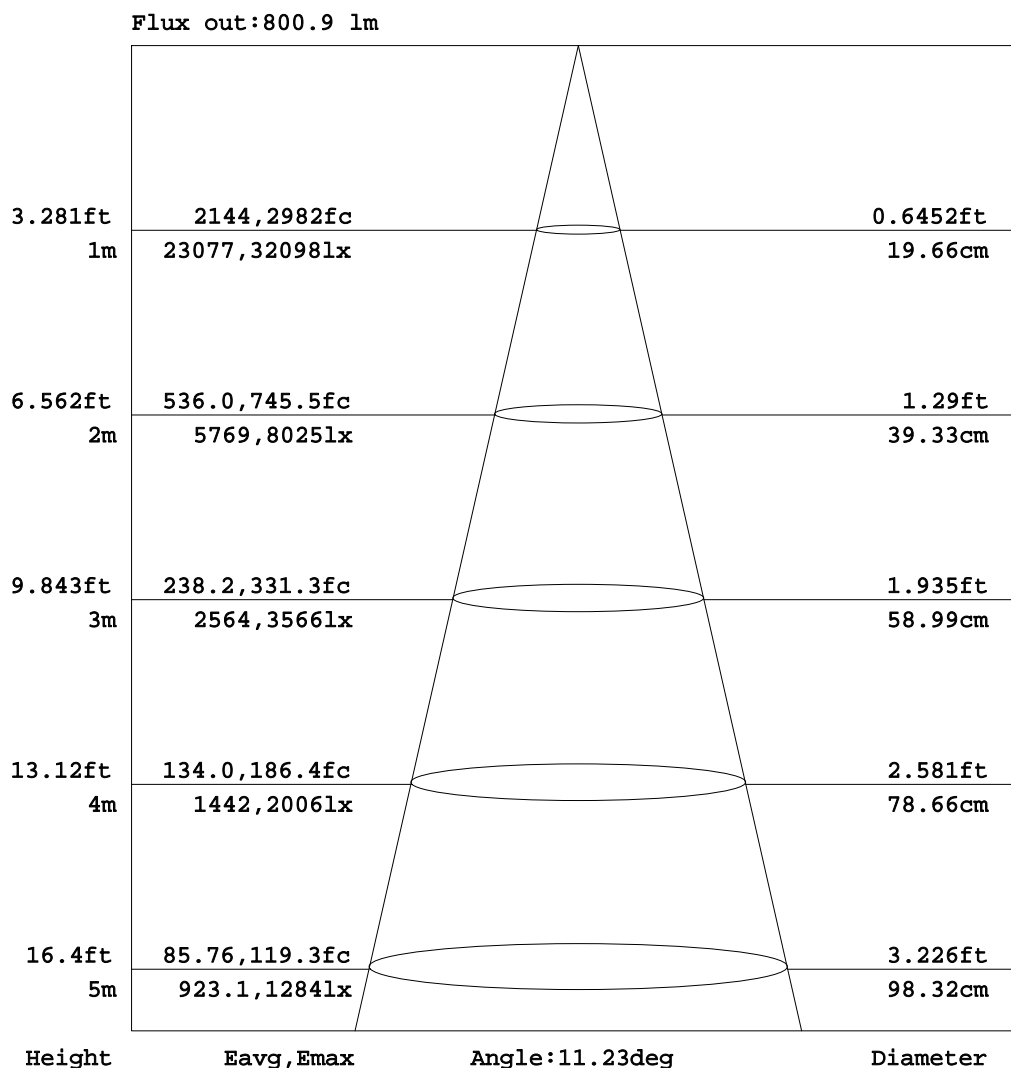 Flux out:800.9 lm
3.281ft 2144,2982fc 0.6452ft
1m 23077,32098lx 19.66cm
6.562ft 536.0,745.5fc 1.29ft
2m 5769,8025lx 39.33cm
9.843ft 238.2,331.3fc 1.935ft
3m 2564,3566lx 58.99cm
13.12ft 134.0,186.4fc 2.581ft
4m 1442,2006lx 78.66cm
16.4ft 85.76,119.3fc 3.226ft
5m 923.1,1284lx 98.32cm
Height Eavg,Emax Angle:11.23deg Diameter